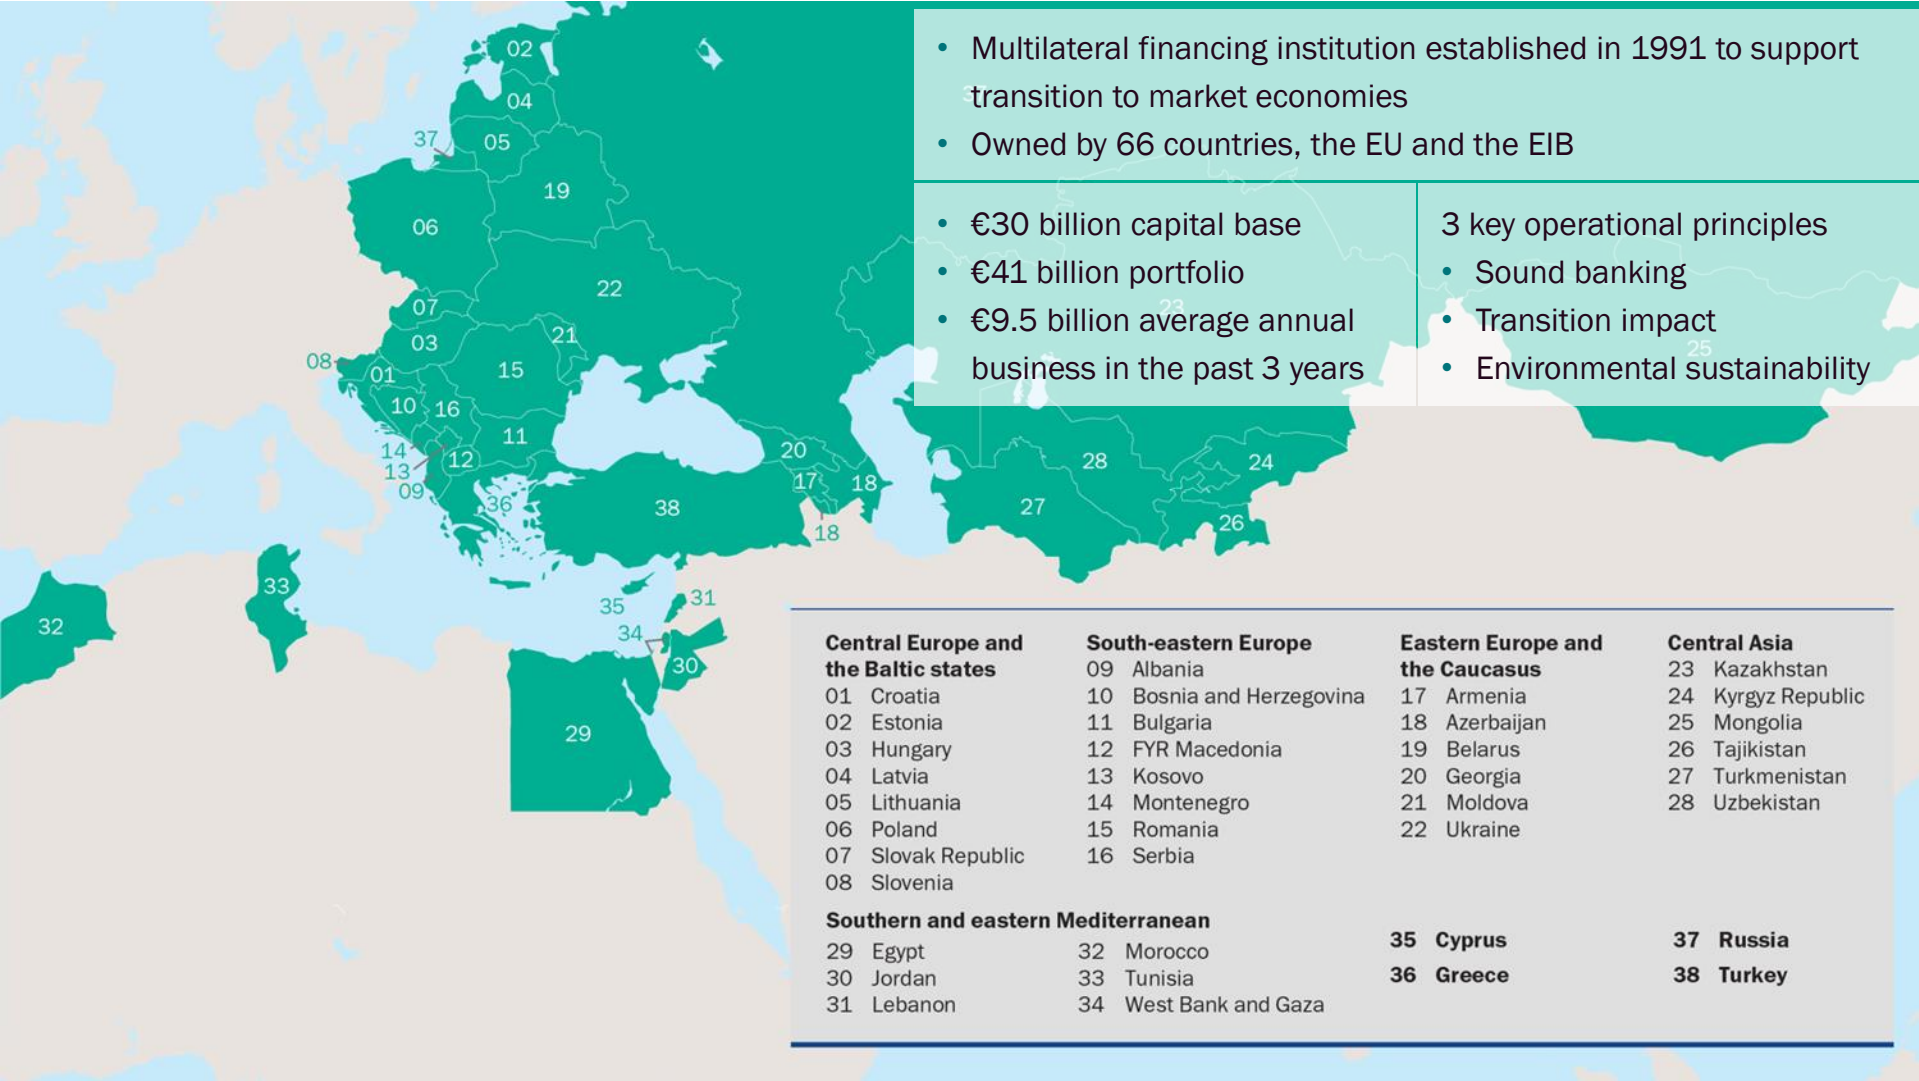 • Multilateral financing institution established in 1991 to support
transition to market economies
• Owned by 66 countries, the EU and the EIB
• €30 billion capital base
• €41 billion portfolio
• €9.5 billion average annual
business in the past 3 years
3 key operational principles
• Sound banking
• Transition impact
• Environmental sustainability
02
04
37
05
19
06
22
07
21
03
08
15
01
10
16
11
14
12
13
09
36
38
20
17
18
18
23
25
28
24
27
26
33
32
35
31
34
30
29
Central Europe and
the Baltic states
01 Croatia
02 Estonia
03 Hungary
04 Latvia
05 Lithuania
06 Poland
07 Slovak Republic
08 Slovenia
South-eastern Europe
09 Albania
10 Bosnia and Herzegovina
11 Bulgaria
12 FYR Macedonia
13 Kosovo
14 Montenegro
15 Romania
16 Serbia
Eastern Europe and
the Caucasus
17 Armenia
18 Azerbaijan
19 Belarus
20 Georgia
21 Moldova
22 Ukraine
Central Asia
23 Kazakhstan
24 Kyrgyz Republic
25 Mongolia
26 Tajikistan
27 Turkmenistan
28 Uzbekistan
Southern and eastern Mediterranean
29 Egypt
30 Jordan
31 Lebanon
32 Morocco
33 Tunisia
34 West Bank and Gaza
35 Cyprus
36 Greece
37 Russia
38 Turkey